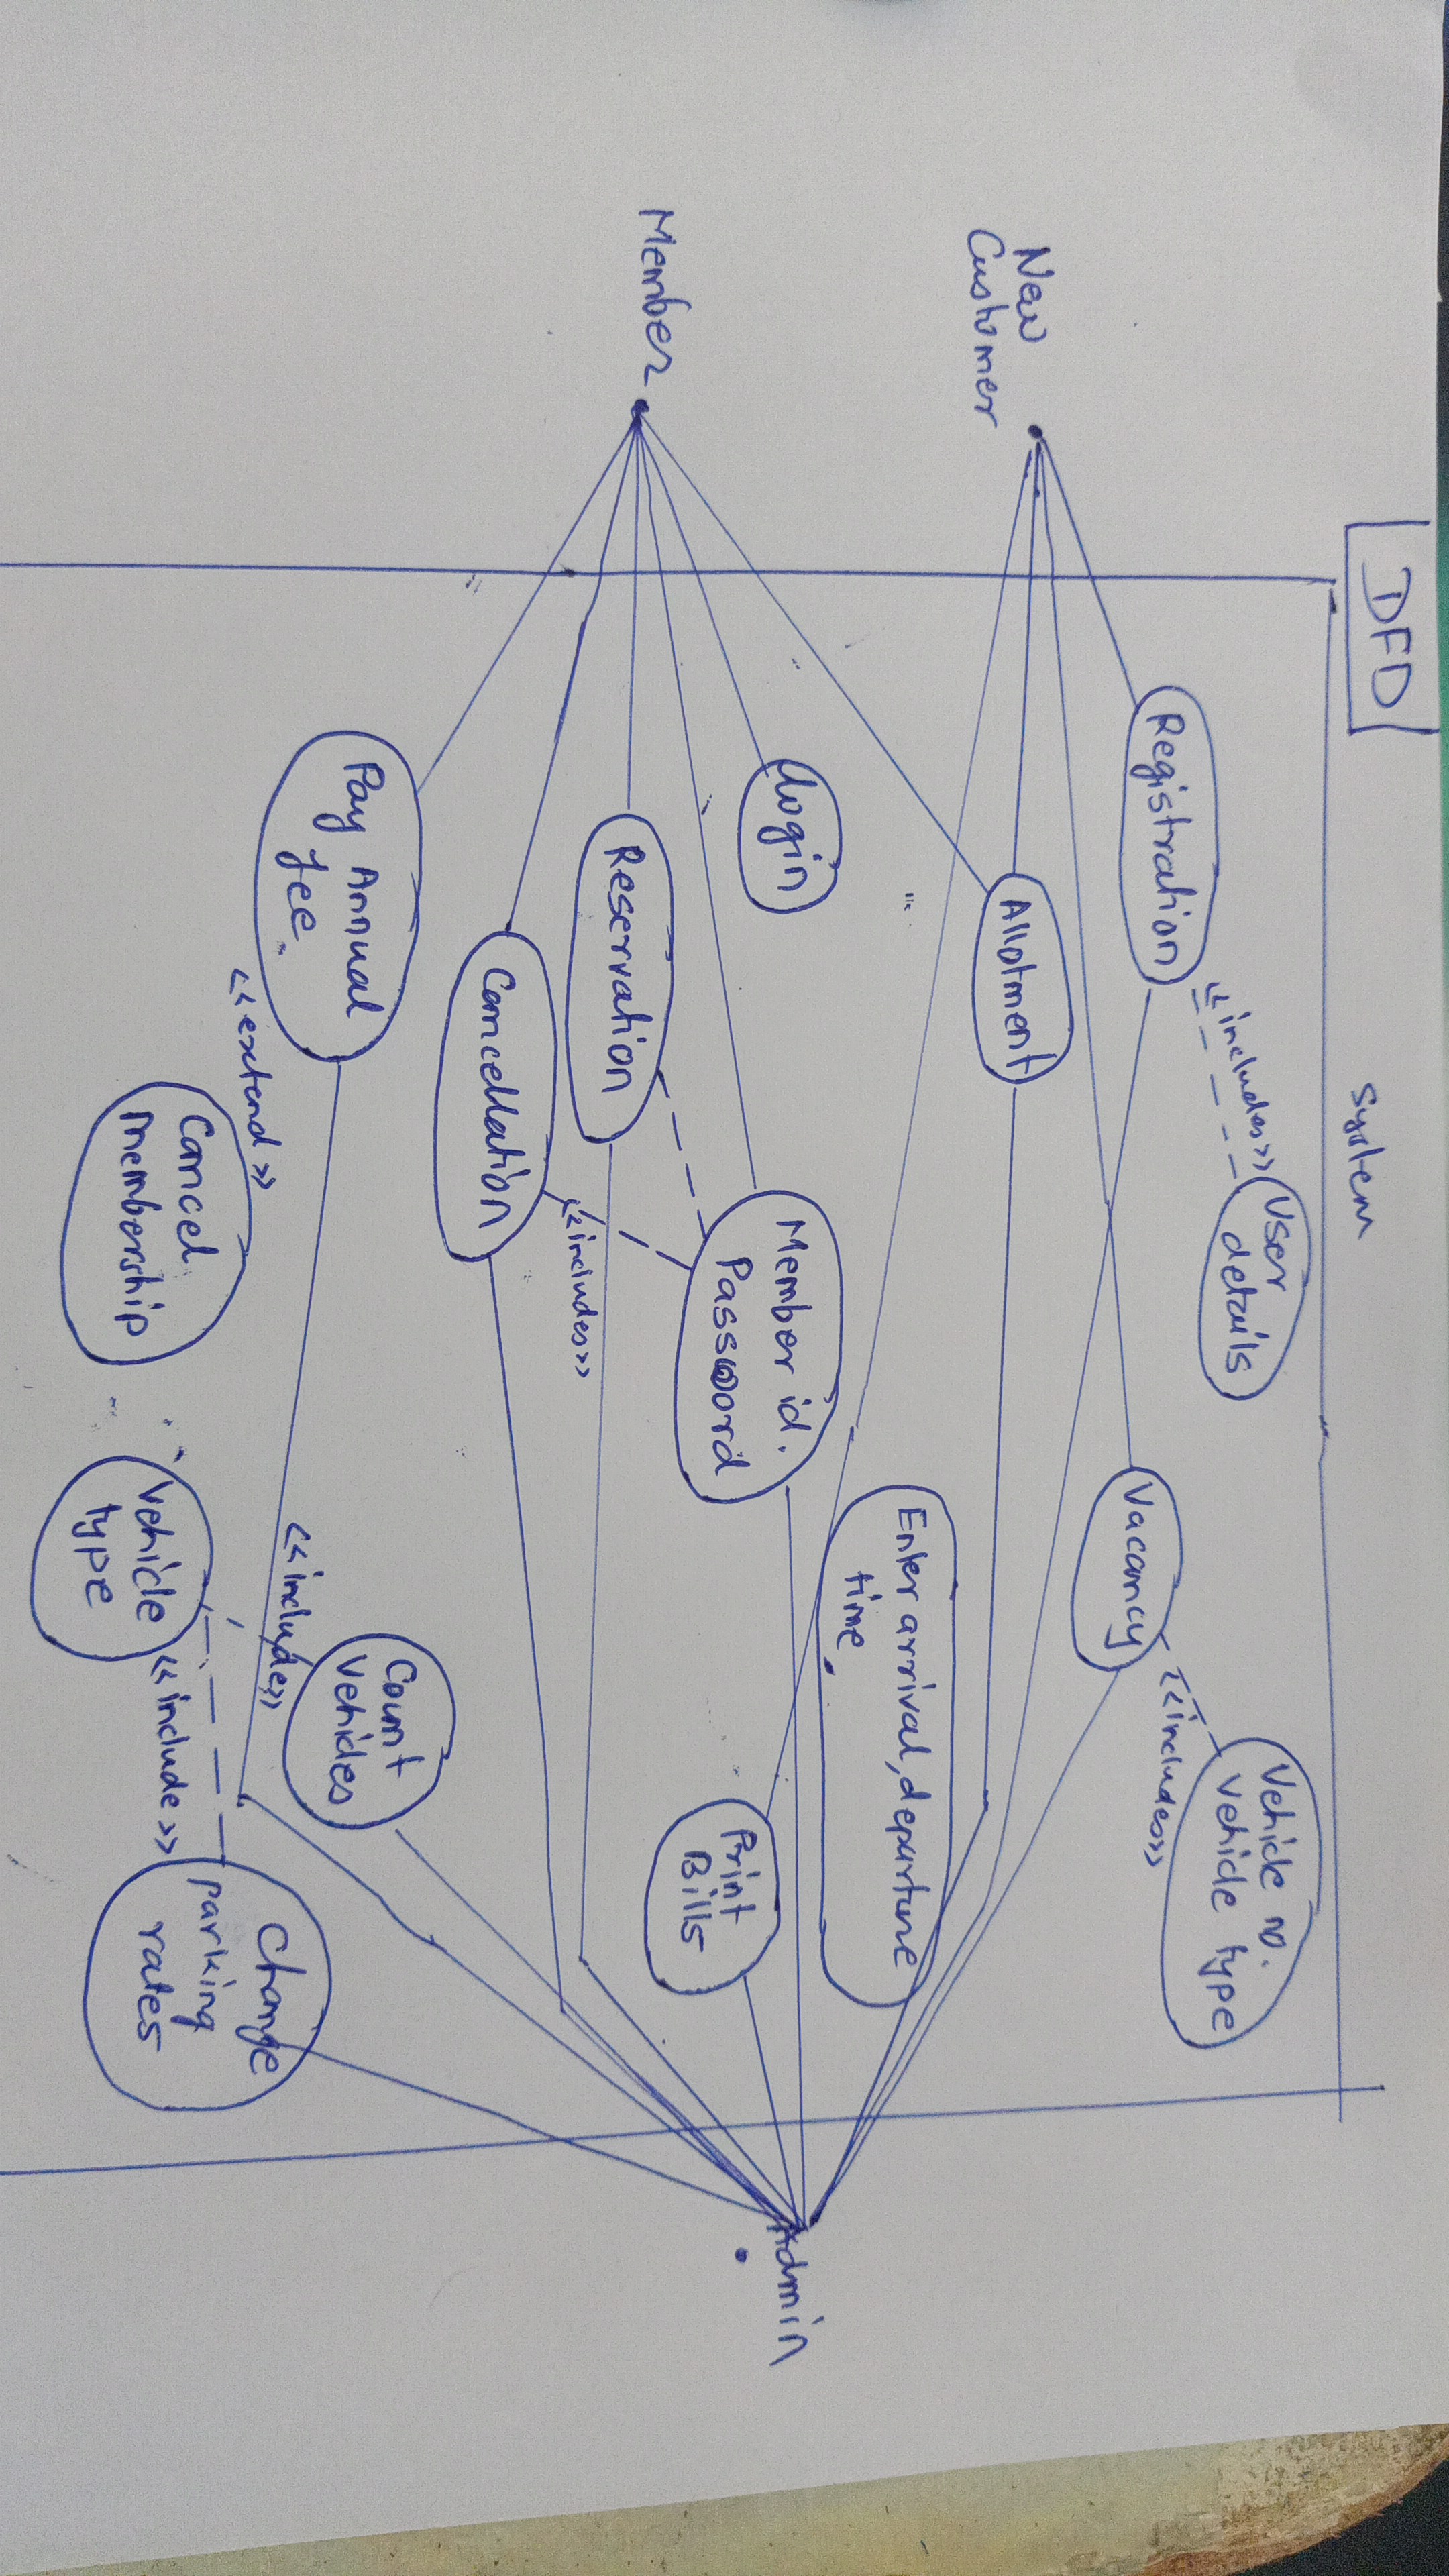 DFD
System
New
Customer
Member
Registration
<<includes>>
User
details
Allotment
Vacancy
<<includes>>
Vehicle no.
Vehicle type
Login
Enter arrival, departure
time.
Member id.
Password
Reservation
<<includes>>
Cancellation
Print
Bills
Admin
Pay Annual
fee.
<<extend>>
Cancel
membership
Count
Vehicles
<<include>>
Vehicle
type
<<include>>
Change
parking
rates